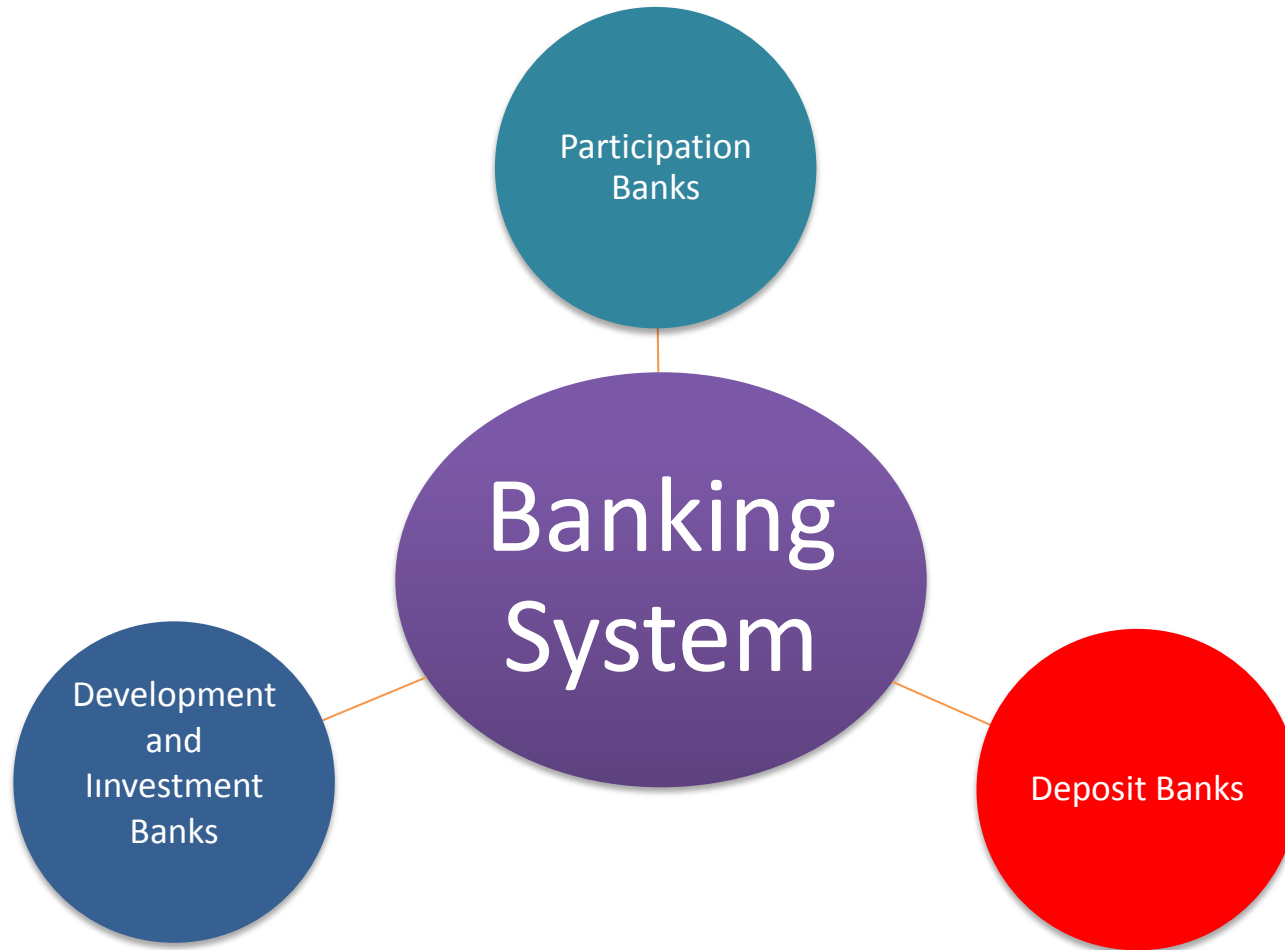 Participation
Banks
Banking
System
Development
and
Iınvestment
Banks
Deposit Banks